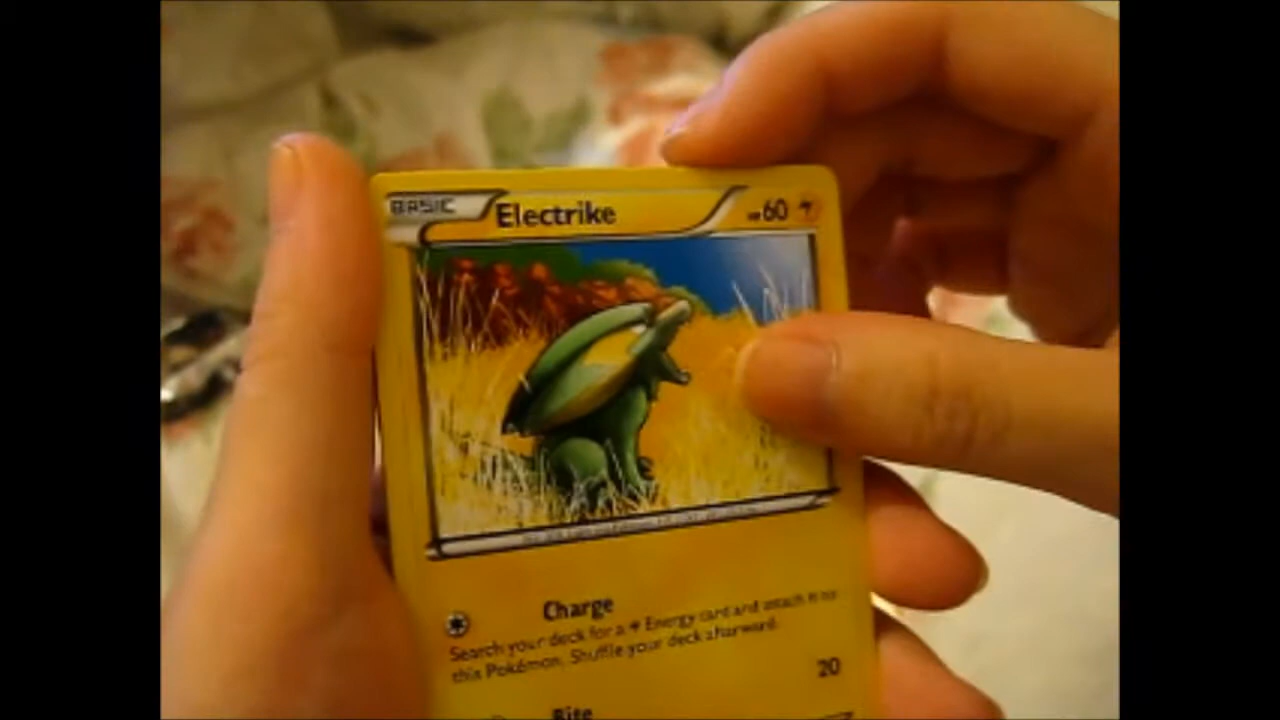 BASIC Electrike HP60
Charge
Search your deck for a Energy card and attach it to
this Pokémon. Shuffle your deck afterward.
20
Bite